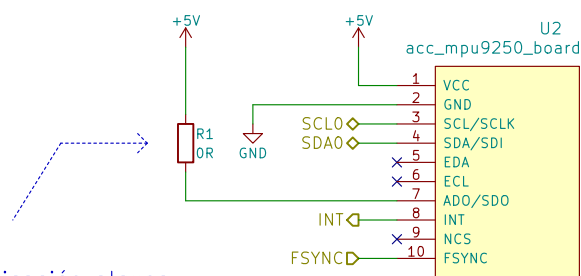 +5V
+5V
U2
acc_mpu9250_board
1 VCC
2 GND
SCL0 3 SCL/SCLK
SDA0 4 SDA/SDI
5 EDA
6 ECL
7 ADO/SDO
INT 8 INT
9 NCS
FSYNC 10 FSYNC
R1
0R
GND